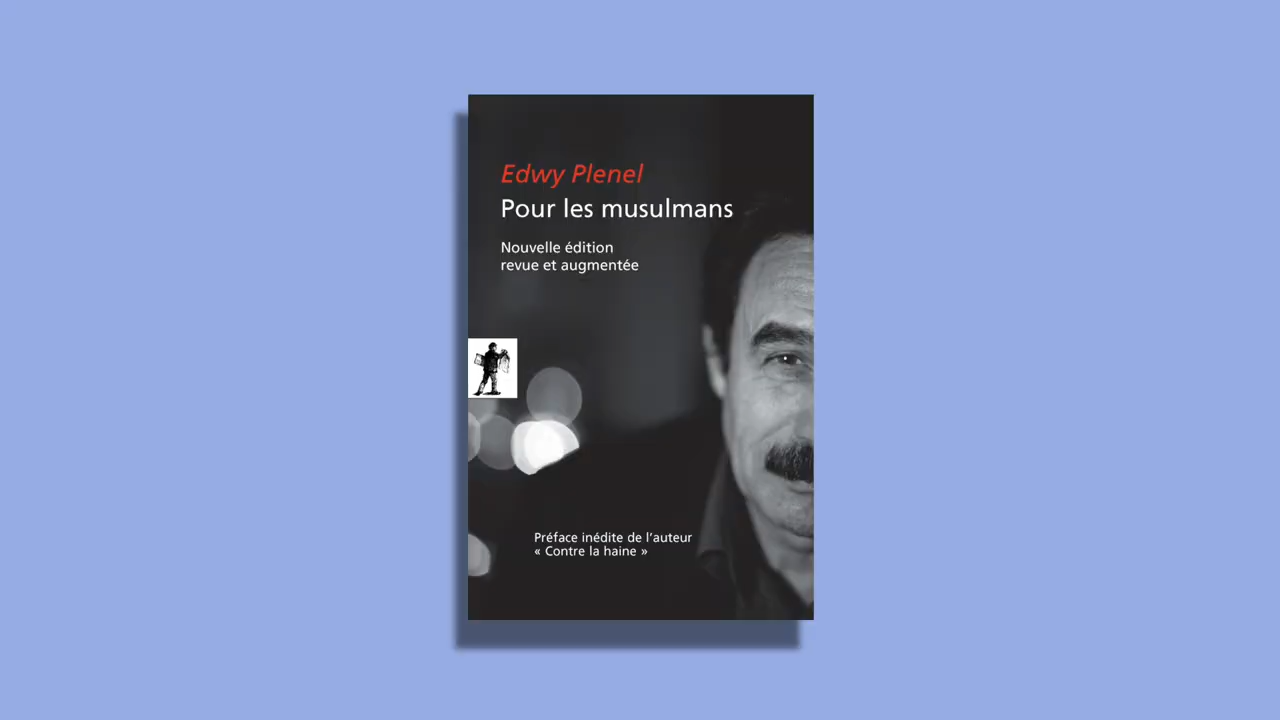 Edwy Plenel
Pour les musulmans
Nouvelle édition
revue et augmentée
Préface inédite de l'auteur
« Contre la haine »